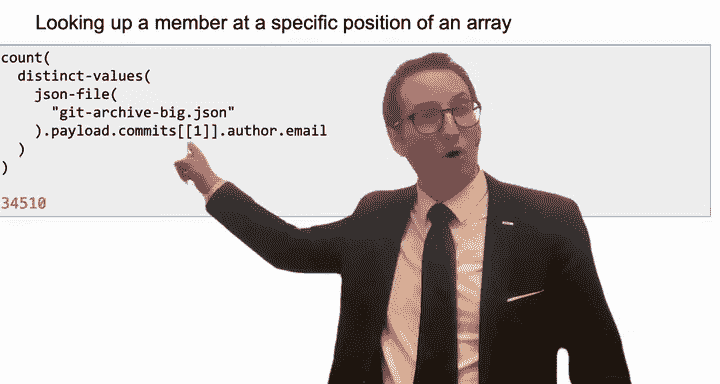 Looking up a member at a specific position of an array
count(
distinct-values(
json-file(
"git-archive-big.json"
).payload.commits[[1]].author.email
)
)
34510